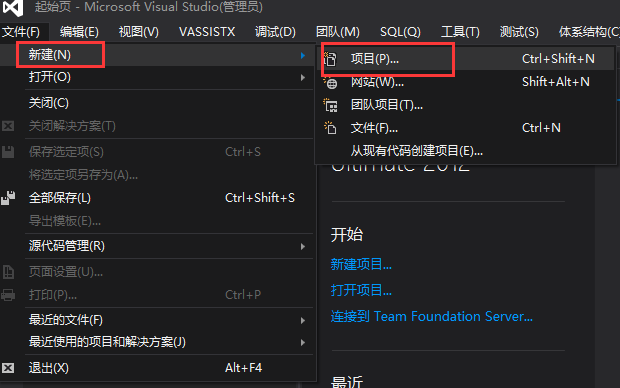 起始页 - Microsoft Visual Studio(管理员)
文件(F) 编辑(E) 视图(V) VASSISTX 调试(D) 团队(M) SQL(Q) 工具(T) 测试(S) 体系结构(C)
新建(N)
打开(O)
关闭(C)
关闭解决方案(T)
保存选定项(S) Ctrl+S
将选定项另存为(A)...
全部保存(L) Ctrl+Shift+S
导出模板(E)...
源代码管理(R)
页面设置(U)...
打印(P)... Ctrl+P
最近的文件(F)
最近使用的项目和解决方案(J)
退出(X) Alt+F4
项目(P)... Ctrl+Shift+N
网站(W)... Shift+Alt+N
团队项目(T)...
文件(F)... Ctrl+N
从现有代码创建项目(E)...
Ultimate 2012
开始
新建项目...
打开项目...
连接到 Team Foundation Server...
最近